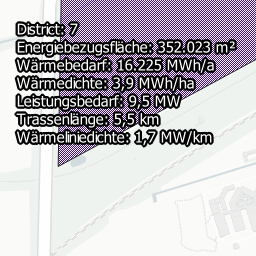 District: 7
Energiebezugsfläche: 352.023 m²
Wärmebedarf: 16.225 MWh/a
Wärmedichte: 3,9 MWh/ha
Leistungsbedarf: 9,5 MW
Trassenlänge: 5,5 km
Wärmeliniedichte: 1,7 MW/km